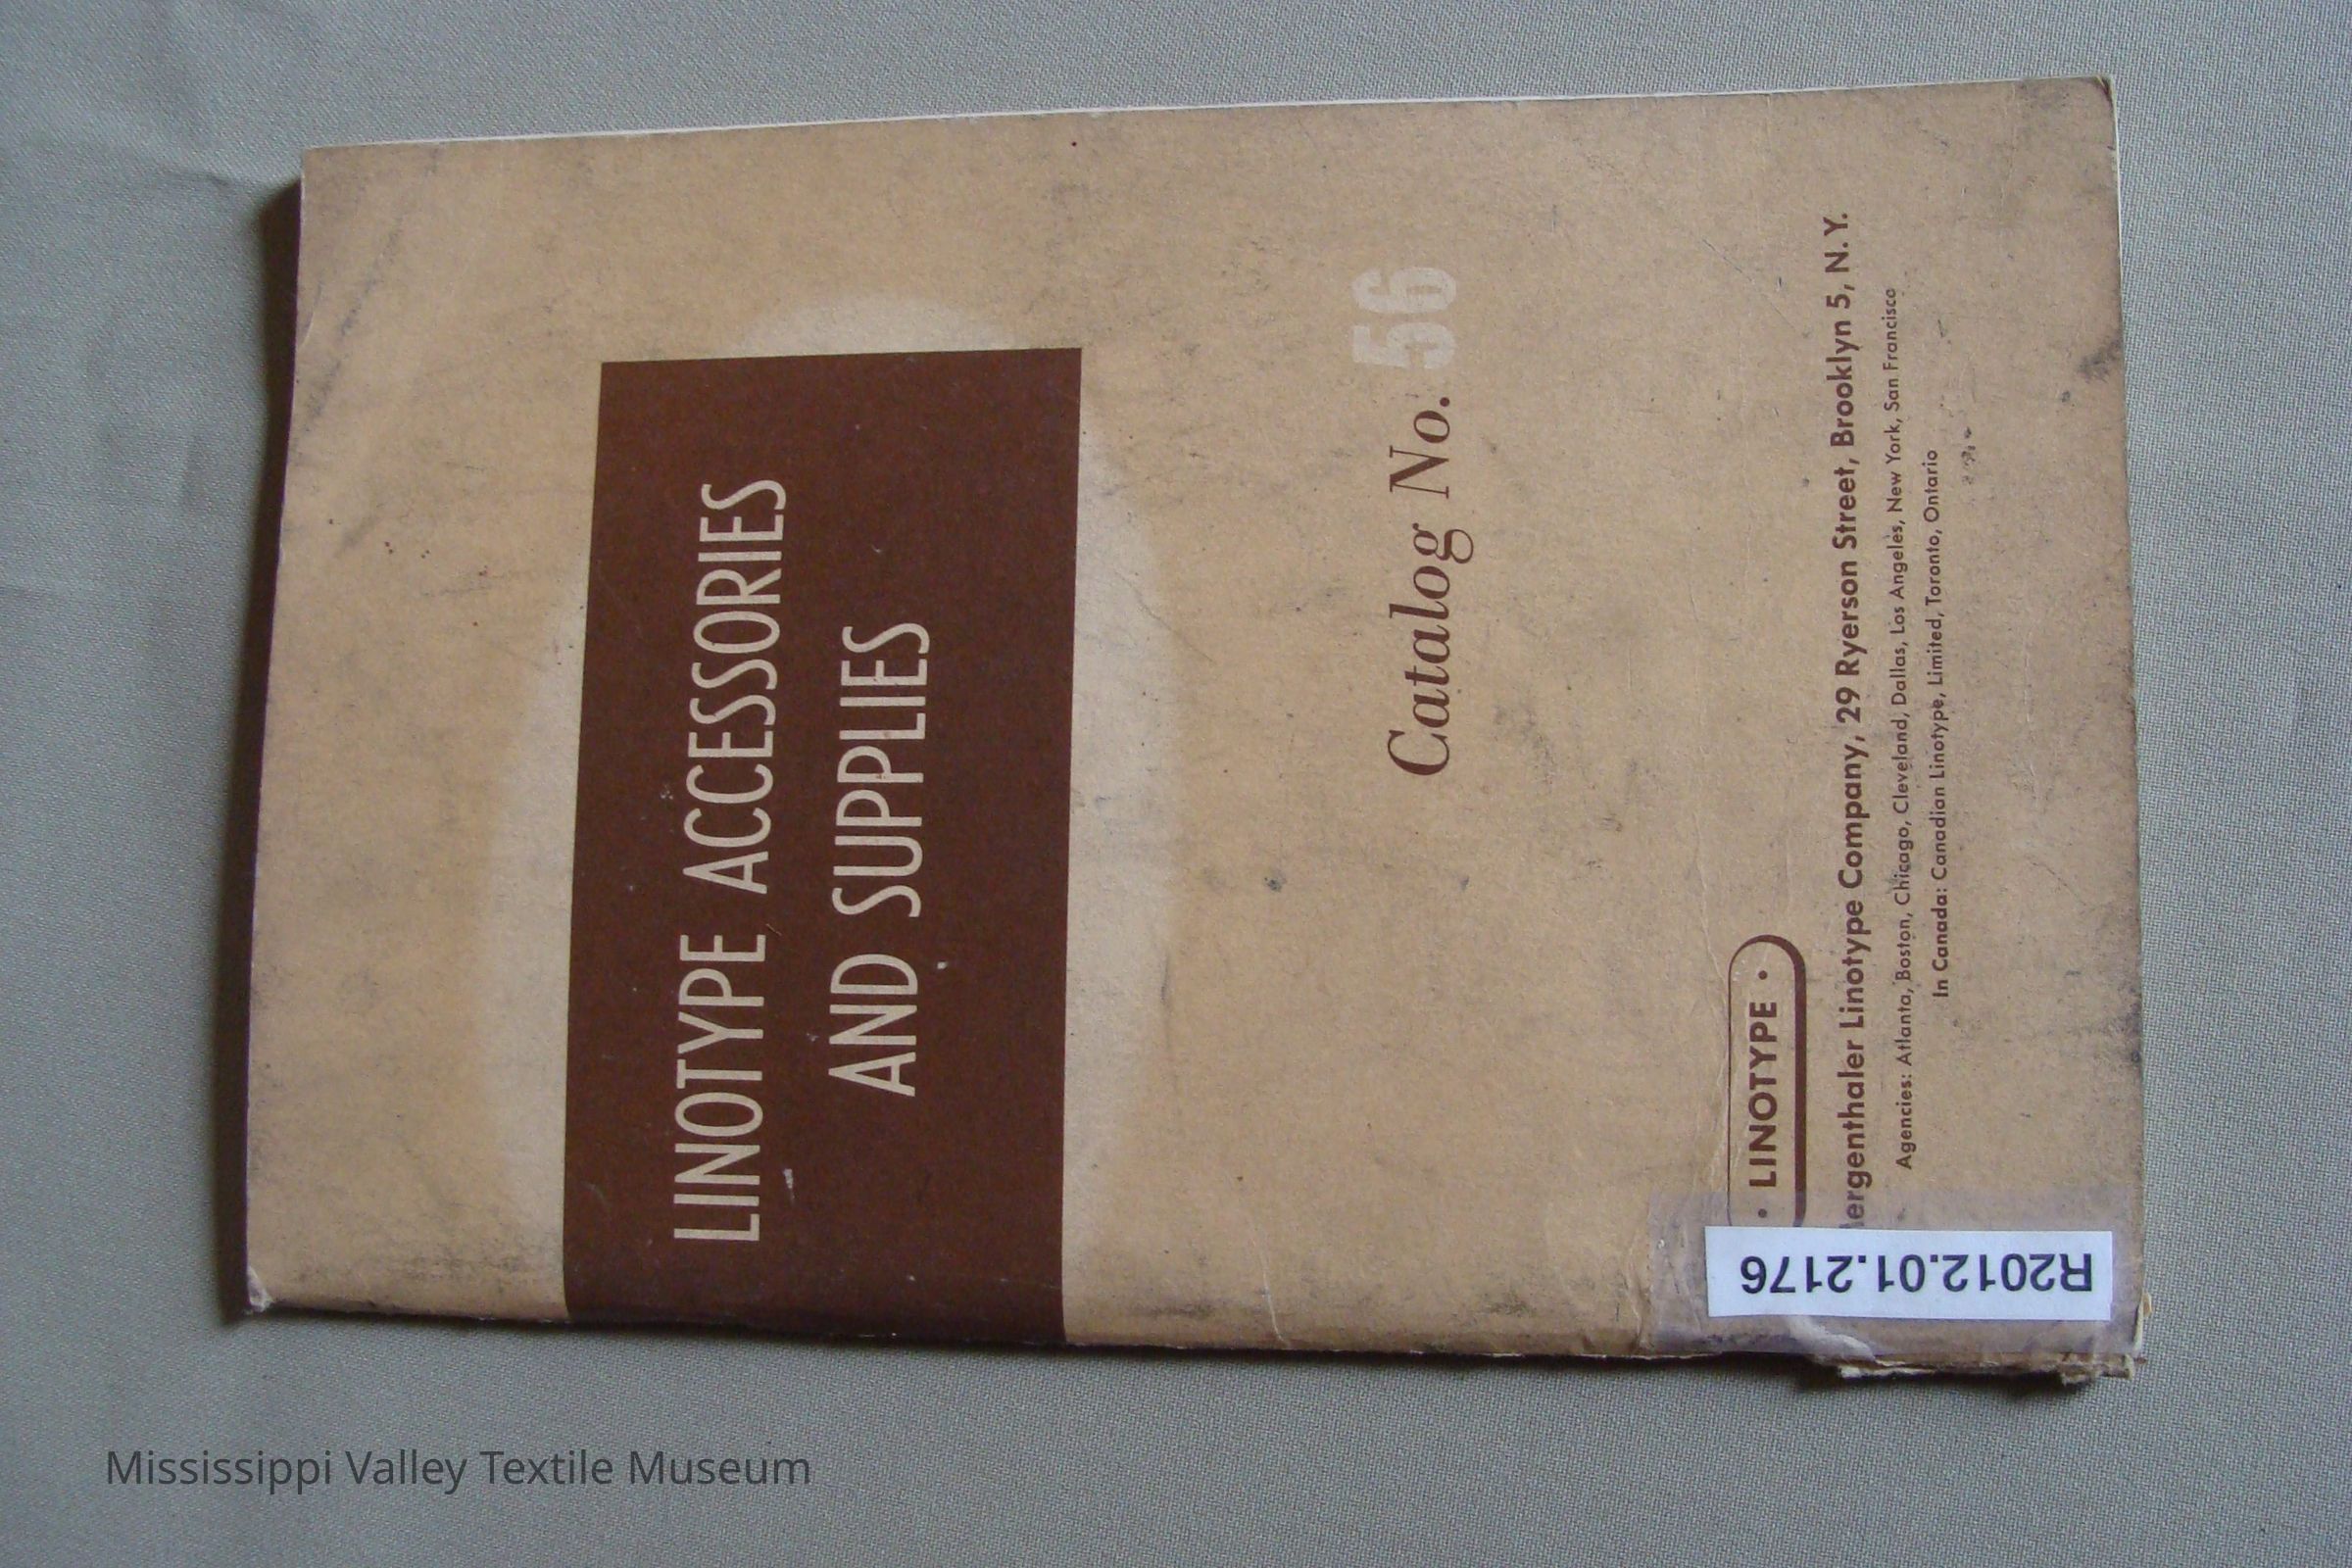 LINOTYPE ACCESSORIES
AND SUPPLIES
Catalog No. 56
• LINOTYPE •
ergenthaler Linotype Company, 29 Ryerson Street, Brooklyn 5, N.Y.
Agencies: Atlanta, Boston, Chicago, Cleveland, Dallas, Los Angeles, New York, San Francisco
In Canada: Canadian Linotype, Limited, Toronto, Ontario
R2012.01.2176
Mississippi Valley Textile Museum